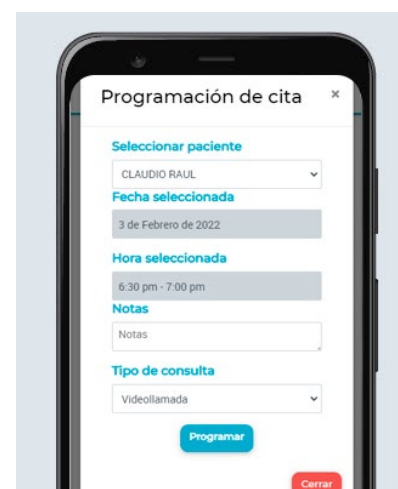 Programación de cita ×
Seleccionar paciente
CLAUDIO RAUL
Fecha seleccionada
3 de Febrero de 2022
Hora seleccionada
6:30 pm - 7:00 pm
Notas
Notas
Tipo de consulta
Videollamada
Programar
Cerrar